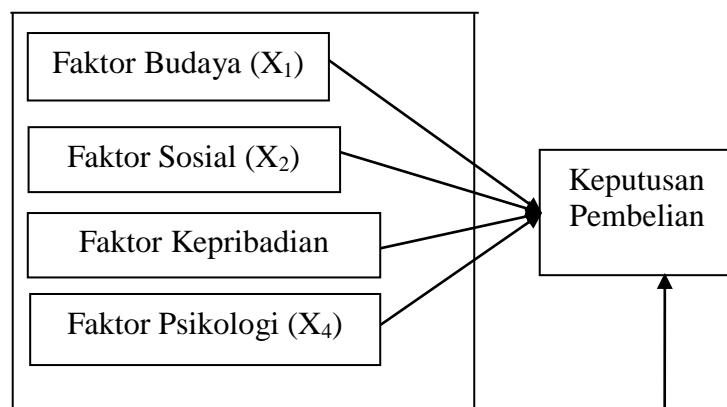 Faktor Budaya (X₁)
Faktor Sosial (X₂)
Faktor Kepribadian
Faktor Psikologi (X₄)
Keputusan
Pembelian